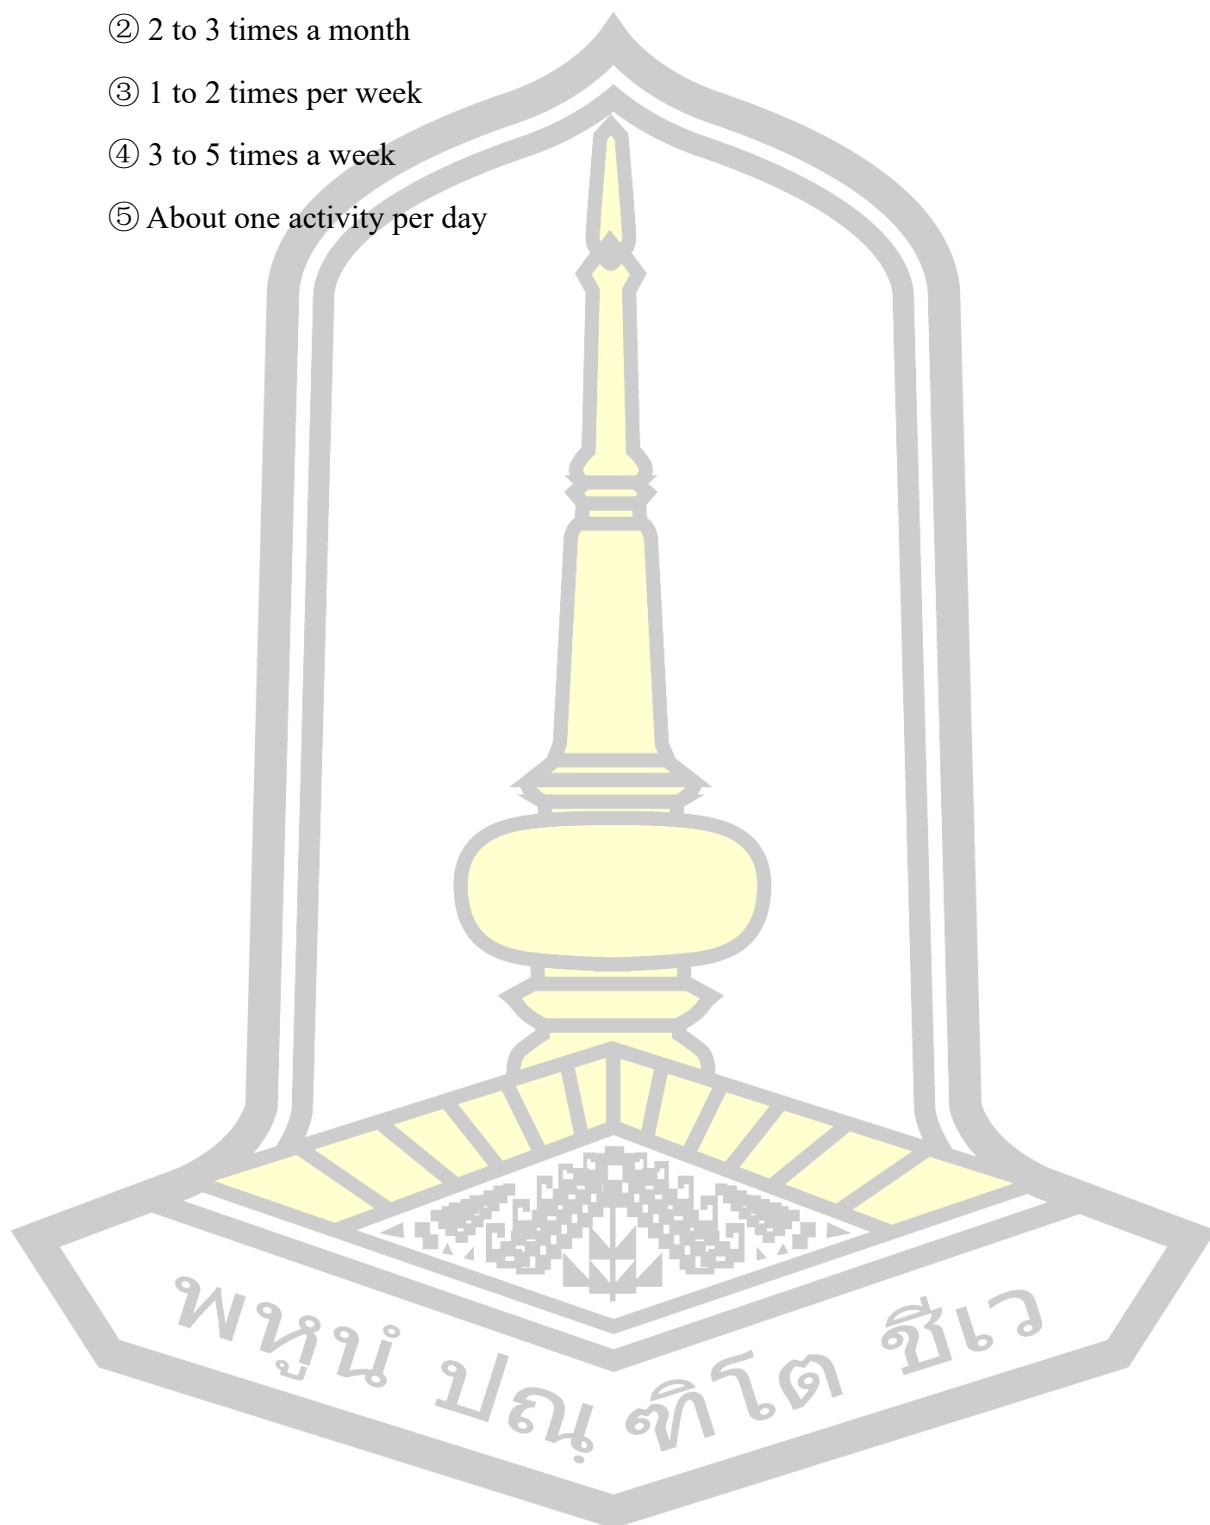 ② 2 to 3 times a month
③ 1 to 2 times per week
④ 3 to 5 times a week
⑤ About one activity per day
พหูนํ ปณฺ ฑิโต ชีเว